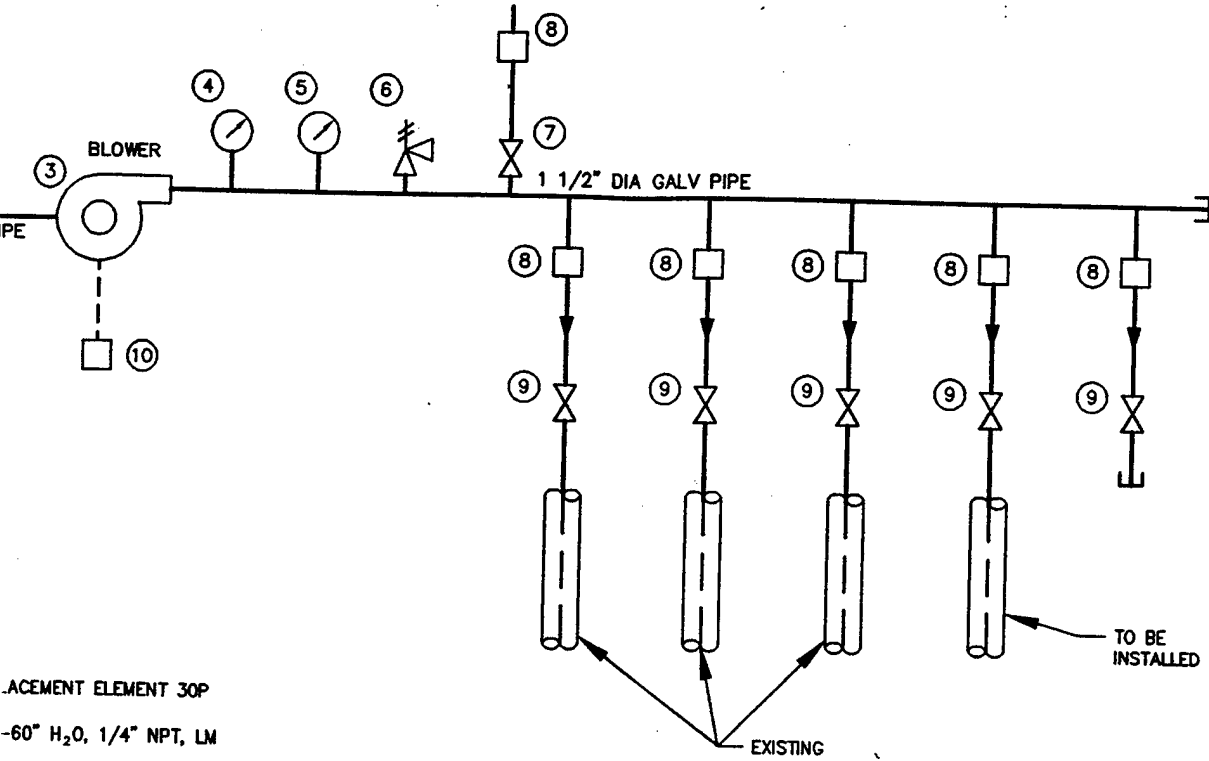 8
4
5
6
7
BLOWER
3
1 1/2" DIA GALV PIPE
8
8
8
8
8
10
9
9
9
9
9
TO BE
INSTALLED
ACEMENT ELEMENT 30P
-60" H₂O, 1/4" NPT, LM
EXISTING